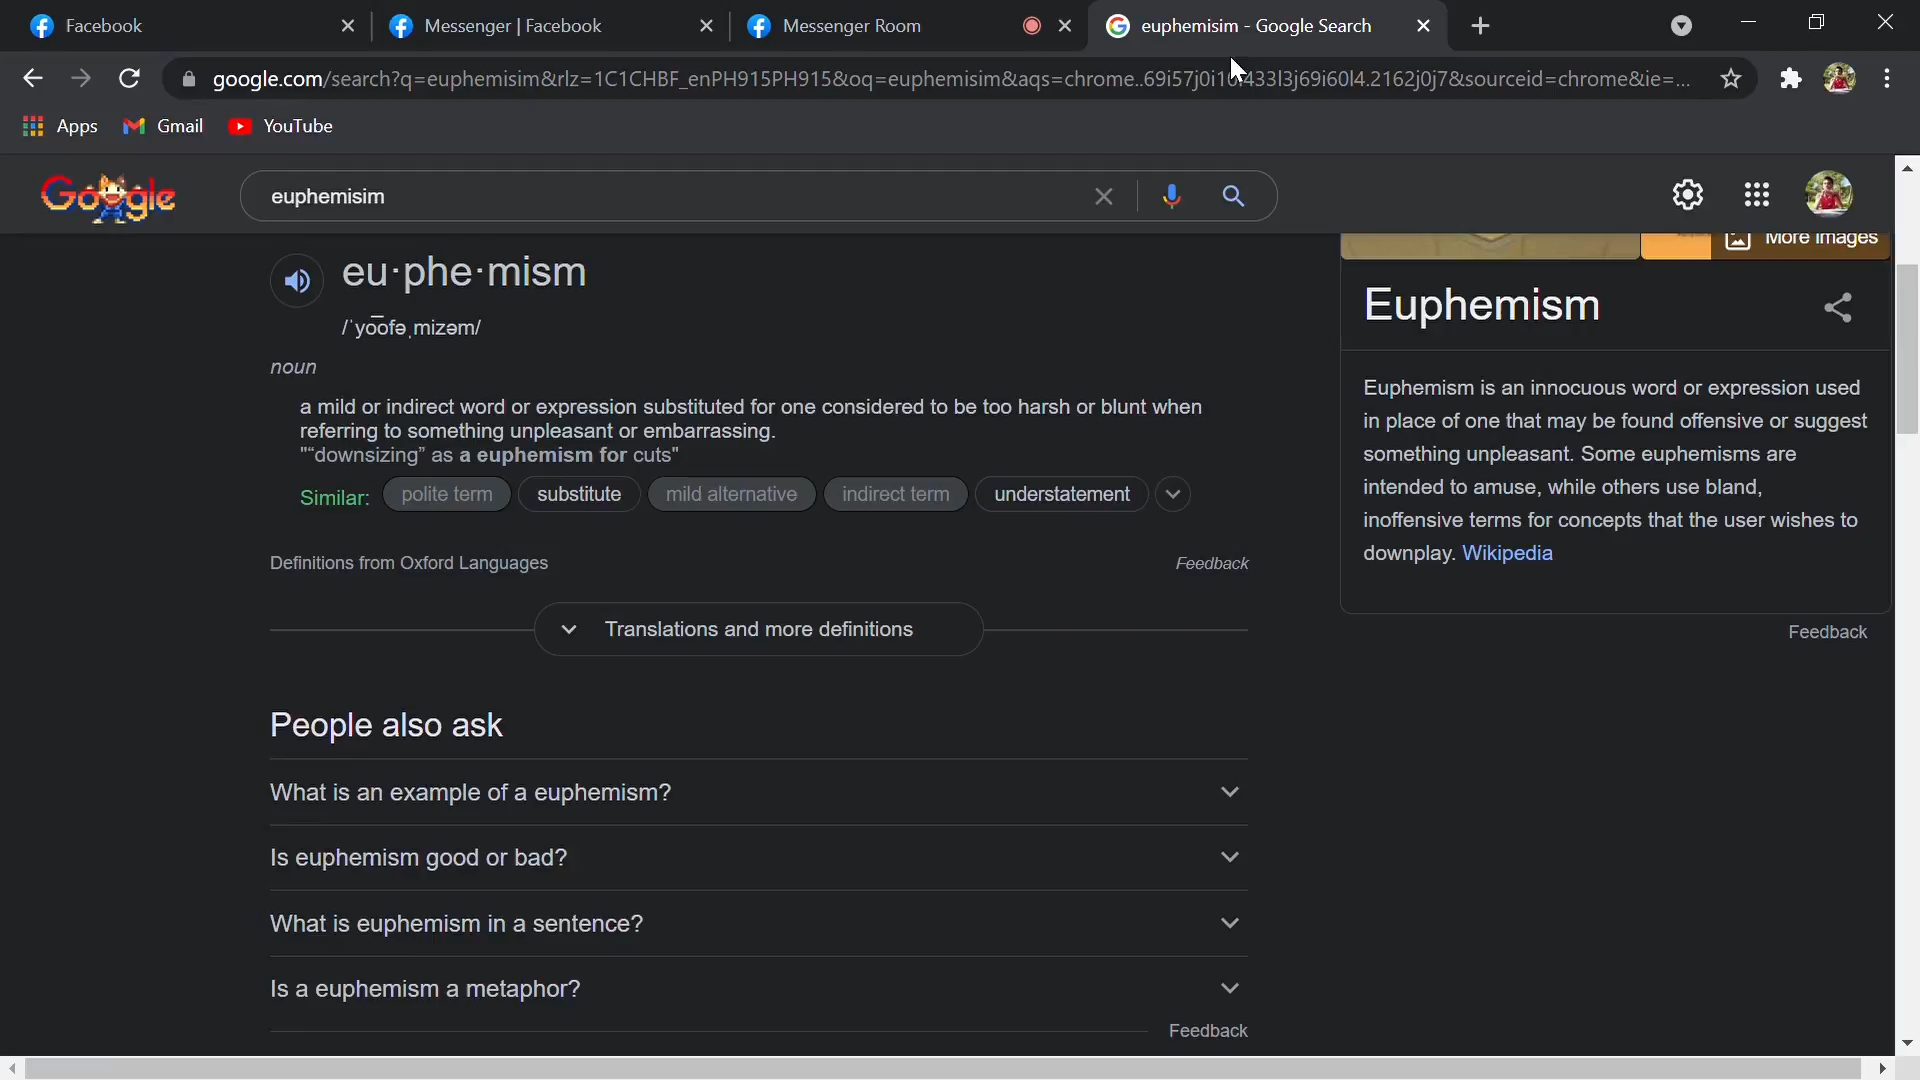 Facebook
Messenger | Facebook
Messenger Room
euphemisim - Google Search
google.com/search?q=euphemisim&rlz=1C1CHBF_enPH915PH915&oq=euphemisim&aqs=chrome..69i57j0i10i433l3j69i60l4.2162j0j7&sourceid=chrome&ie=...
Apps
Gmail
YouTube
Google
euphemisim
More images
eu·phe·mism
/ˈyo͞ofəˌmizəm/
noun
a mild or indirect word or expression substituted for one considered to be too harsh or blunt when
referring to something unpleasant or embarrassing.
"“downsizing” as a euphemism for cuts"
Similar: polite term substitute mild alternative indirect term understatement
Definitions from Oxford Languages
Feedback
Translations and more definitions
People also ask
What is an example of a euphemism?
Is euphemism good or bad?
What is euphemism in a sentence?
Is a euphemism a metaphor?
Feedback
Euphemism
Euphemism is an innocuous word or expression used
in place of one that may be found offensive or suggest
something unpleasant. Some euphemisms are
intended to amuse, while others use bland,
inoffensive terms for concepts that the user wishes to
downplay. Wikipedia
Feedback